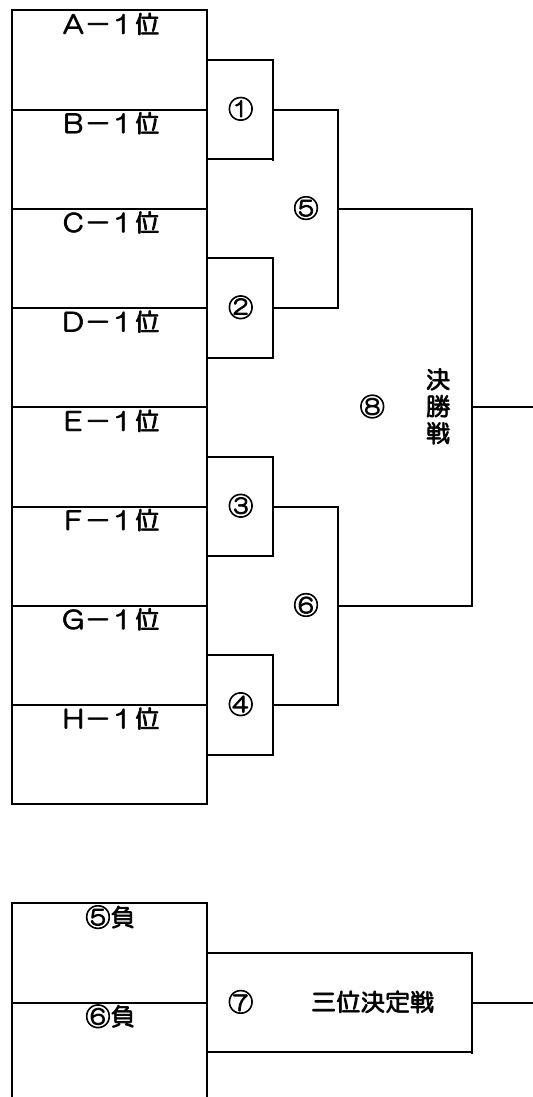 A－1位
①
B－1位
⑤
C－1位
②
D－1位
⑧
決勝戦
E－1位
③
F－1位
⑥
G－1位
④
H－1位
⑤負
⑦ 三位決定戦
⑥負